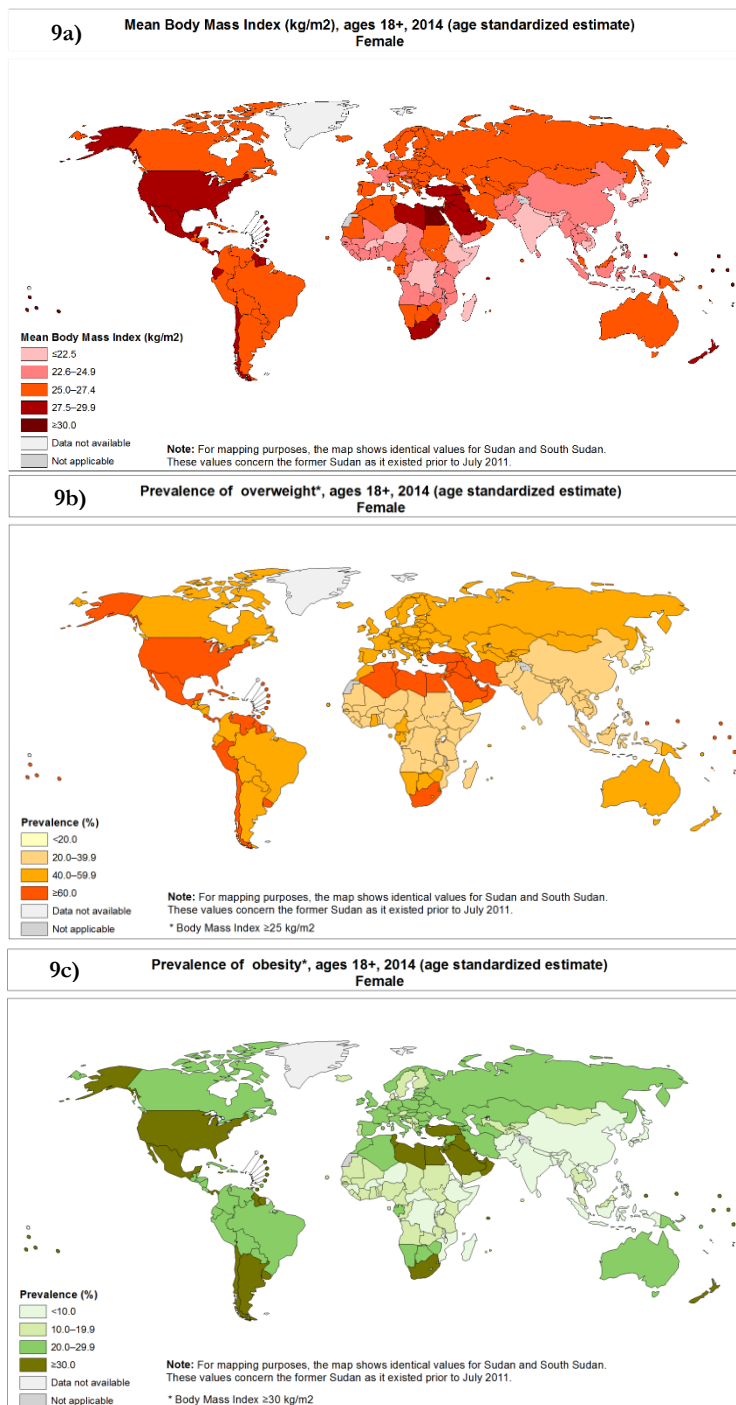 9a)
Mean Body Mass Index (kg/m2), ages 18+, 2014 (age standardized estimate)
Female
Mean Body Mass Index (kg/m2)
≤22.5
22.6–24.9
25.0–27.4
27.5–29.9
≥30.0
Data not available
Not applicable
Note: For mapping purposes, the map shows identical values for Sudan and South Sudan.
These values concern the former Sudan as it existed prior to July 2011.
9b)
Prevalence of overweight*, ages 18+, 2014 (age standardized estimate)
Female
Prevalence (%)
<20.0
20.0–39.9
40.0–59.9
≥60.0
Data not available
Not applicable
Note: For mapping purposes, the map shows identical values for Sudan and South Sudan.
These values concern the former Sudan as it existed prior to July 2011.
* Body Mass Index ≥25 kg/m2
9c)
Prevalence of obesity*, ages 18+, 2014 (age standardized estimate)
Female
Prevalence (%)
<10.0
10.0–19.9
20.0–29.9
≥30.0
Data not available
Not applicable
Note: For mapping purposes, the map shows identical values for Sudan and South Sudan.
These values concern the former Sudan as it existed prior to July 2011.
* Body Mass Index ≥30 kg/m2